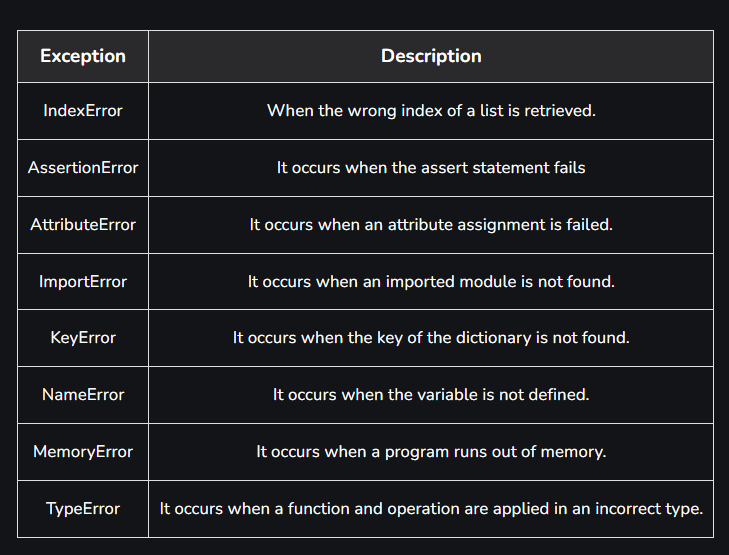 Exception Description
IndexError When the wrong index of a list is retrieved.
AssertionError It occurs when the assert statement fails
AttributeError It occurs when an attribute assignment is failed.
ImportError It occurs when an imported module is not found.
KeyError It occurs when the key of the dictionary is not found.
NameError It occurs when the variable is not defined.
MemoryError It occurs when a program runs out of memory.
TypeError It occurs when a function and operation are applied in an incorrect type.